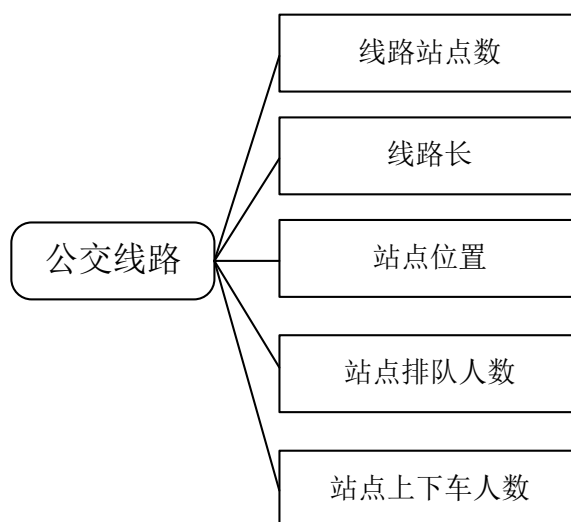 线路站点数
线路长
公交线路
站点位置
站点排队人数
站点上下车人数